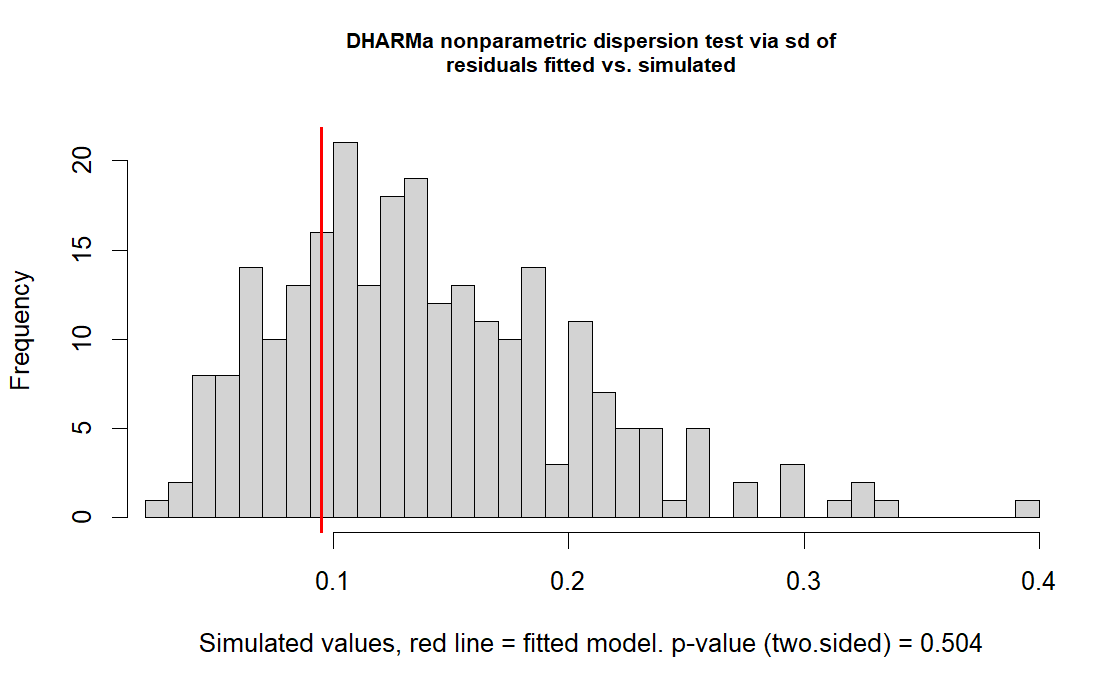 DHARMa nonparametric dispersion test via sd of
residuals fitted vs. simulated
Frequency
20
15
10
5
0
0.1 0.2 0.3 0.4
Simulated values, red line = fitted model. p-value (two.sided) = 0.504